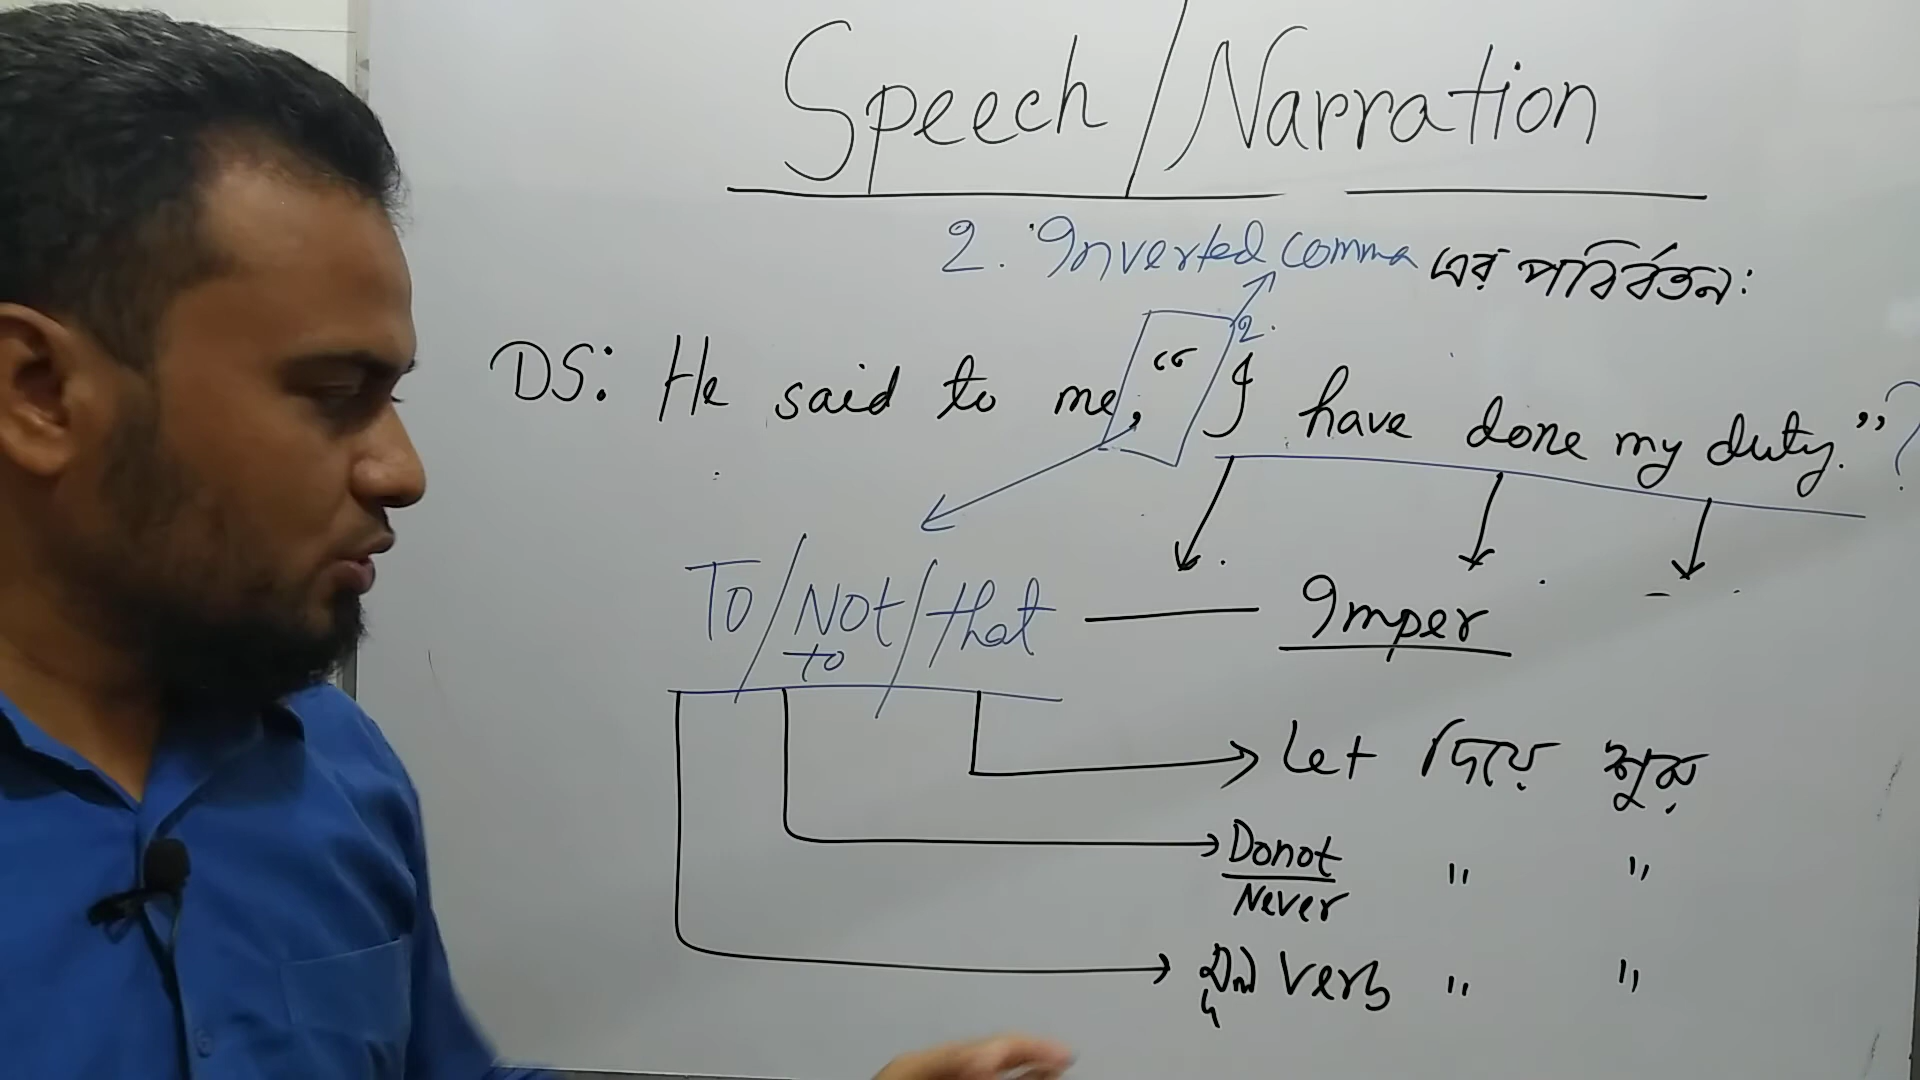 Speech/Narration
2. Inverted comma এর পরিবর্তন:
2.
DS: He said to me, “I have done my duty.” ?
To/Not to/that — Imper
Let দিয়ে শুরু
Donot " "
Never
মূল Verb " "